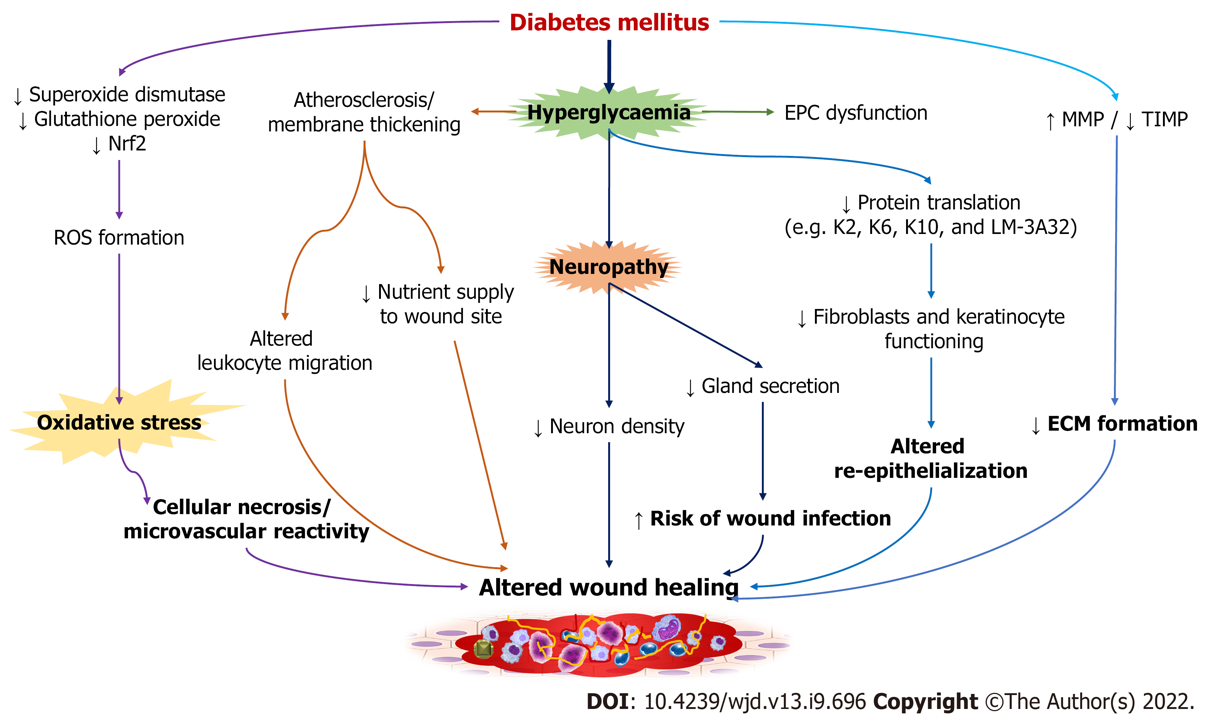 Diabetes mellitus
↓ Superoxide dismutase
↓ Glutathione peroxide
↓ Nrf2
Atherosclerosis/
membrane thickening
Hyperglycaemia
EPC dysfunction
↑ MMP / ↓ TIMP
↓ Protein translation
(e.g. K2, K6, K10, and LM-3A32)
ROS formation
Neuropathy
↓ Nutrient supply
to wound site
↓ Fibroblasts and keratinocyte
functioning
Altered
leukocyte migration
↓ Gland secretion
Oxidative stress
↓ Neuron density
↓ ECM formation
Altered
re-epithelialization
Cellular necrosis/
microvascular reactivity
↑ Risk of wound infection
Altered wound healing
DOI: 10.4239/wjd.v13.i9.696 Copyright ©The Author(s) 2022.